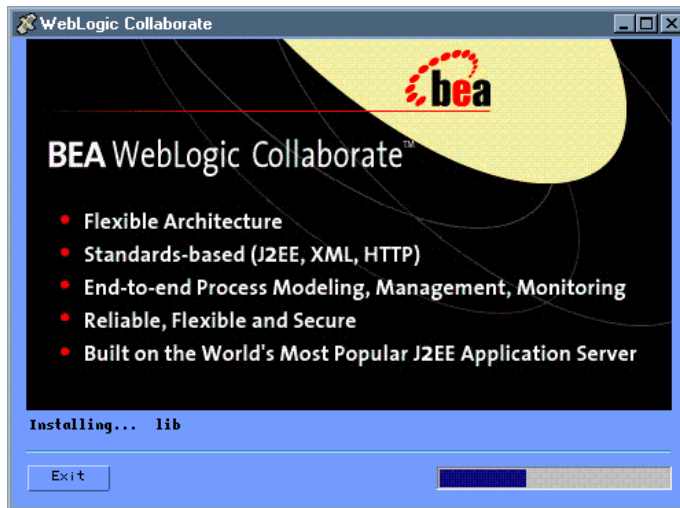 WebLogic Collaborate
bea
BEA WebLogic Collaborate™
Flexible Architecture
Standards-based (J2EE, XML, HTTP)
End-to-end Process Modeling, Management, Monitoring
Reliable, Flexible and Secure
Built on the World's Most Popular J2EE Application Server
Installing... lib
Exit